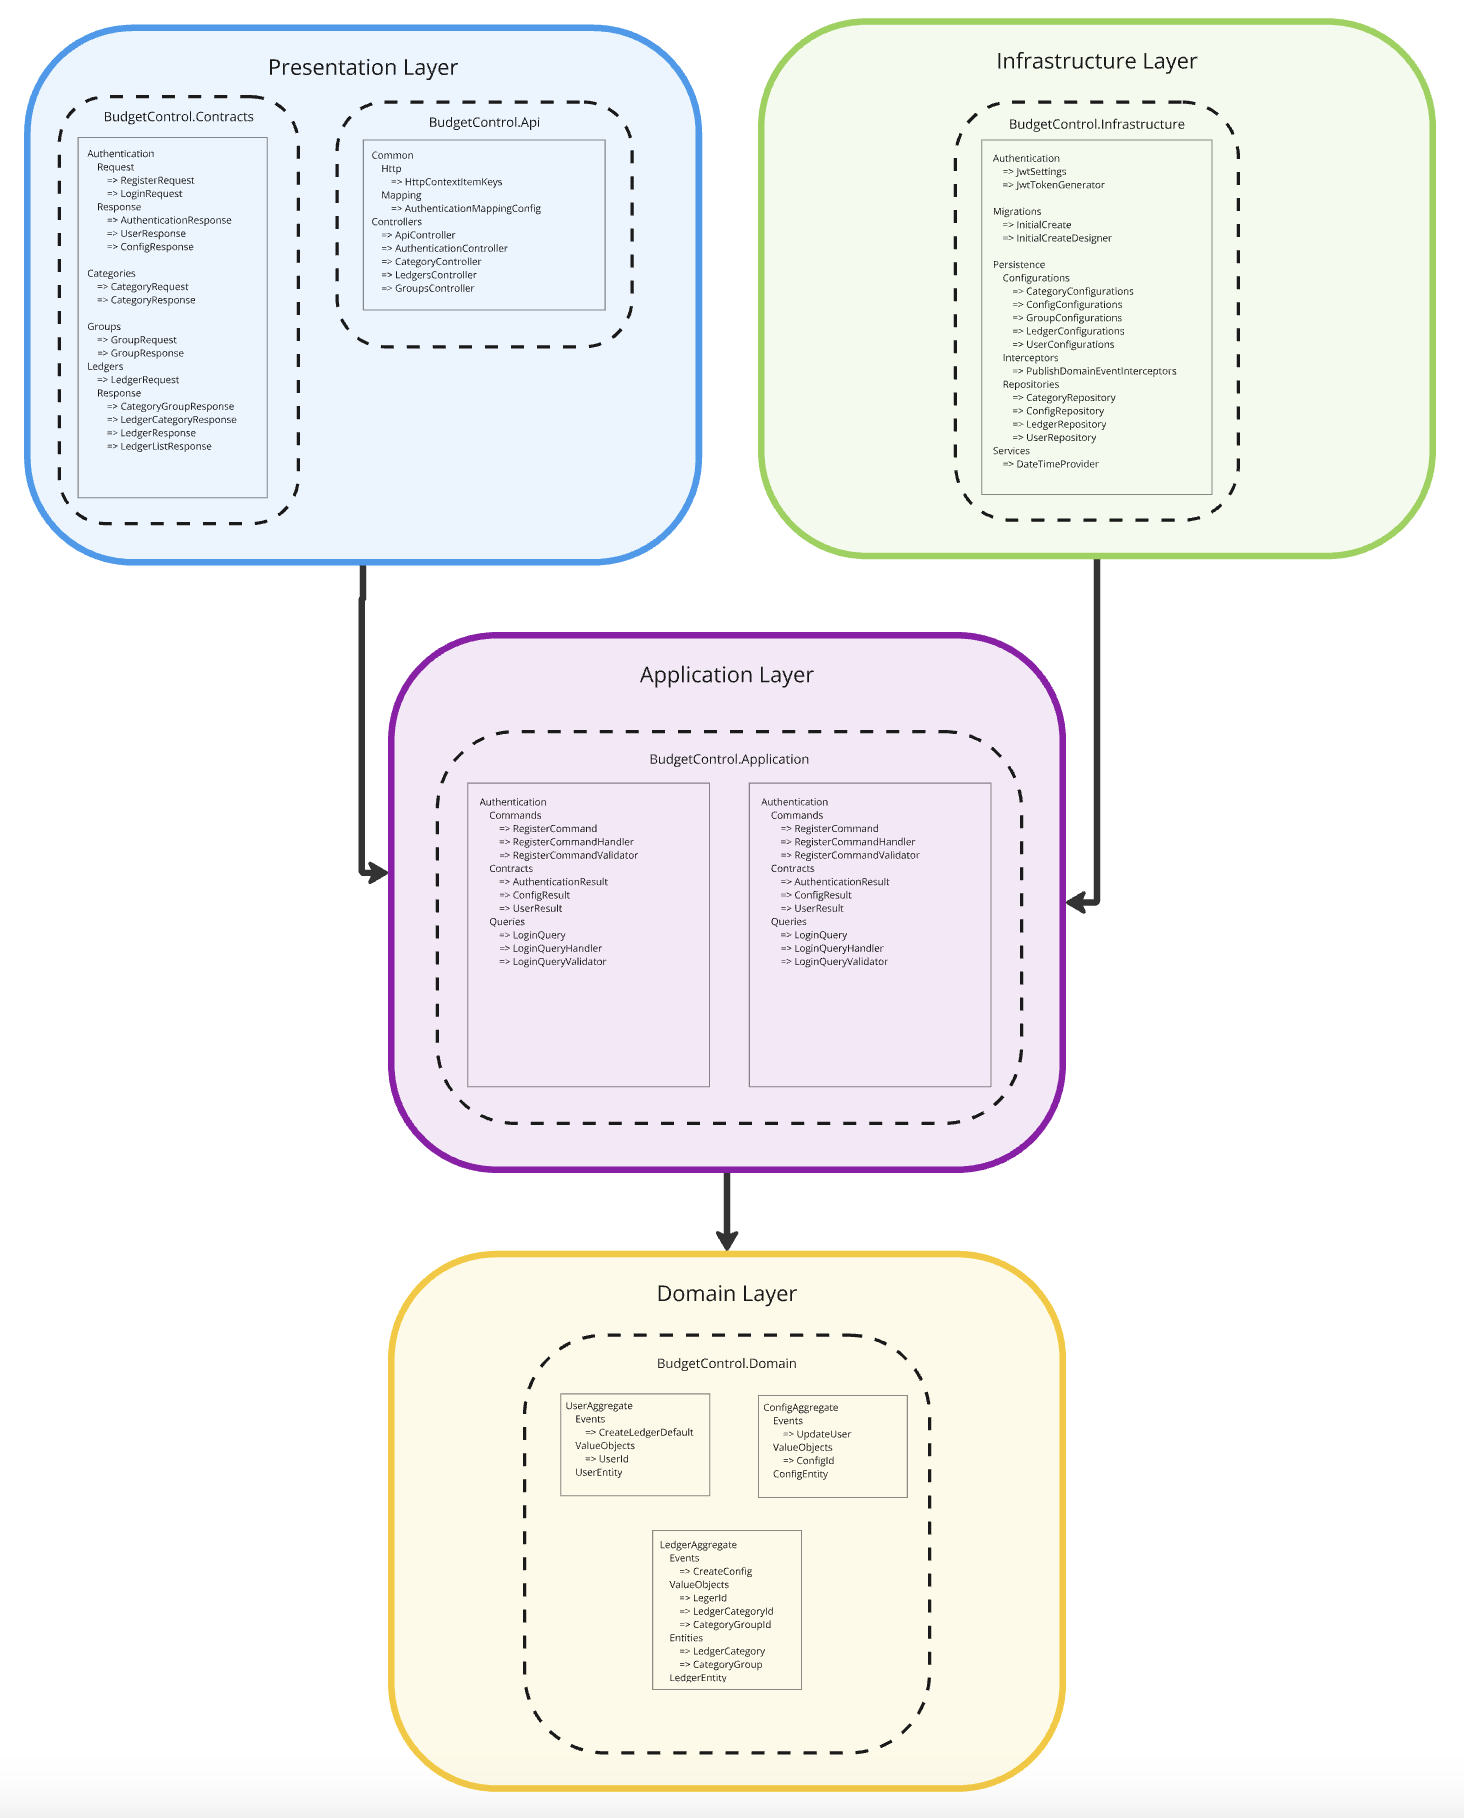 Presentation Layer
BudgetControl.Contracts
Authentication
Request
=> RegisterRequest
=> LoginRequest
Response
=> AuthenticationResponse
=> UserResponse
=> ConfigResponse
Categories
=> CategoryRequest
=> CategoryResponse
Groups
=> GroupRequest
=> GroupResponse
Ledgers
=> LedgerRequest
Response
=> CategoryGroupResponse
=> LedgerCategoryResponse
=> LedgerResponse
=> LedgerListResponse
BudgetControl.Api
Common
Http
=> HttpContextItemKeys
Mapping
=> AuthenticationMappingConfig
Controllers
=> ApiController
=> AuthenticationController
=> CategoryController
=> LedgersController
=> GroupsController
Infrastructure Layer
BudgetControl.Infrastructure
Authentication
=> JwtSettings
=> JwtTokenGenerator
Migrations
=> InitialCreate
=> InitialCreateDesigner
Persistence
Configurations
=> CategoryConfigurations
=> ConfigConfigurations
=> GroupConfigurations
=> LedgerConfigurations
=> UserConfigurations
Interceptors
=> PublishDomainEventInterceptors
Repositories
=> CategoryRepository
=> ConfigRepository
=> LedgerRepository
=> UserRepository
Services
=> DateTimeProvider
Application Layer
BudgetControl.Application
Authentication
Commands
=> RegisterCommand
=> RegisterCommandHandler
=> RegisterCommandValidator
Contracts
=> AuthenticationResult
=> ConfigResult
=> UserResult
Queries
=> LoginQuery
=> LoginQueryHandler
=> LoginQueryValidator
Authentication
Commands
=> RegisterCommand
=> RegisterCommandHandler
=> RegisterCommandValidator
Contracts
=> AuthenticationResult
=> ConfigResult
=> UserResult
Queries
=> LoginQuery
=> LoginQueryHandler
=> LoginQueryValidator
Domain Layer
BudgetControl.Domain
UserAggregate
Events
=> CreateLedgerDefault
ValueObjects
=> UserId
UserEntity
ConfigAggregate
Events
=> UpdateUser
ValueObjects
=> ConfigId
ConfigEntity
LedgerAggregate
Events
=> CreateConfig
ValueObjects
=> LegerId
=> LedgerCategoryId
=> CategoryGroupId
Entities
=> LedgerCategory
=> CategoryGroup
LedgerEntity